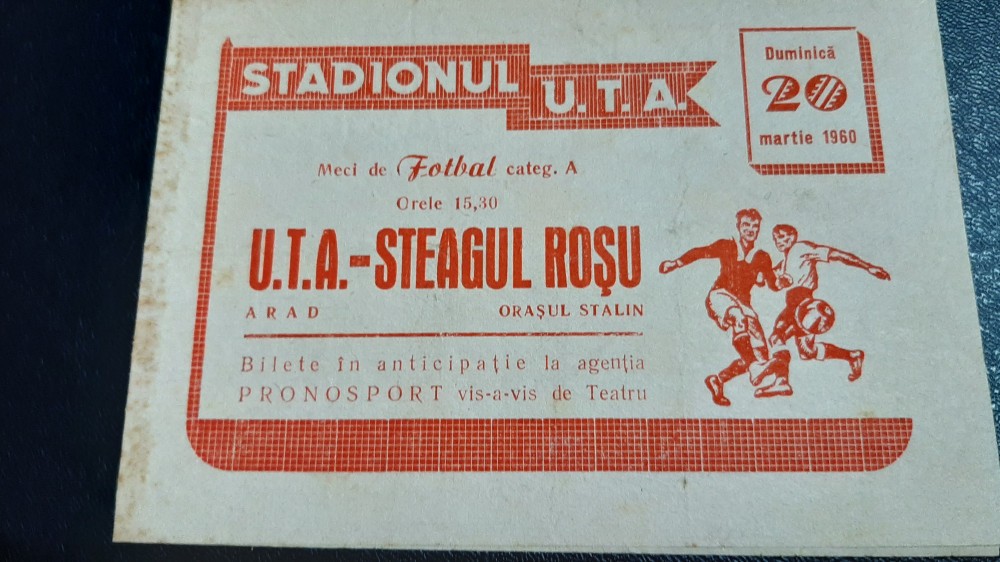 STADIONUL U.T.A.
Duminică
20
martie 1960
Meci de Fotbal categ. A
Orele 15,30
U.T.A.-STEAGUL ROŞU
ARAD ORAŞUL STALIN
Bilete în anticipaţie la agenţia
PRONOSPORT vis-a-vis de Teatru